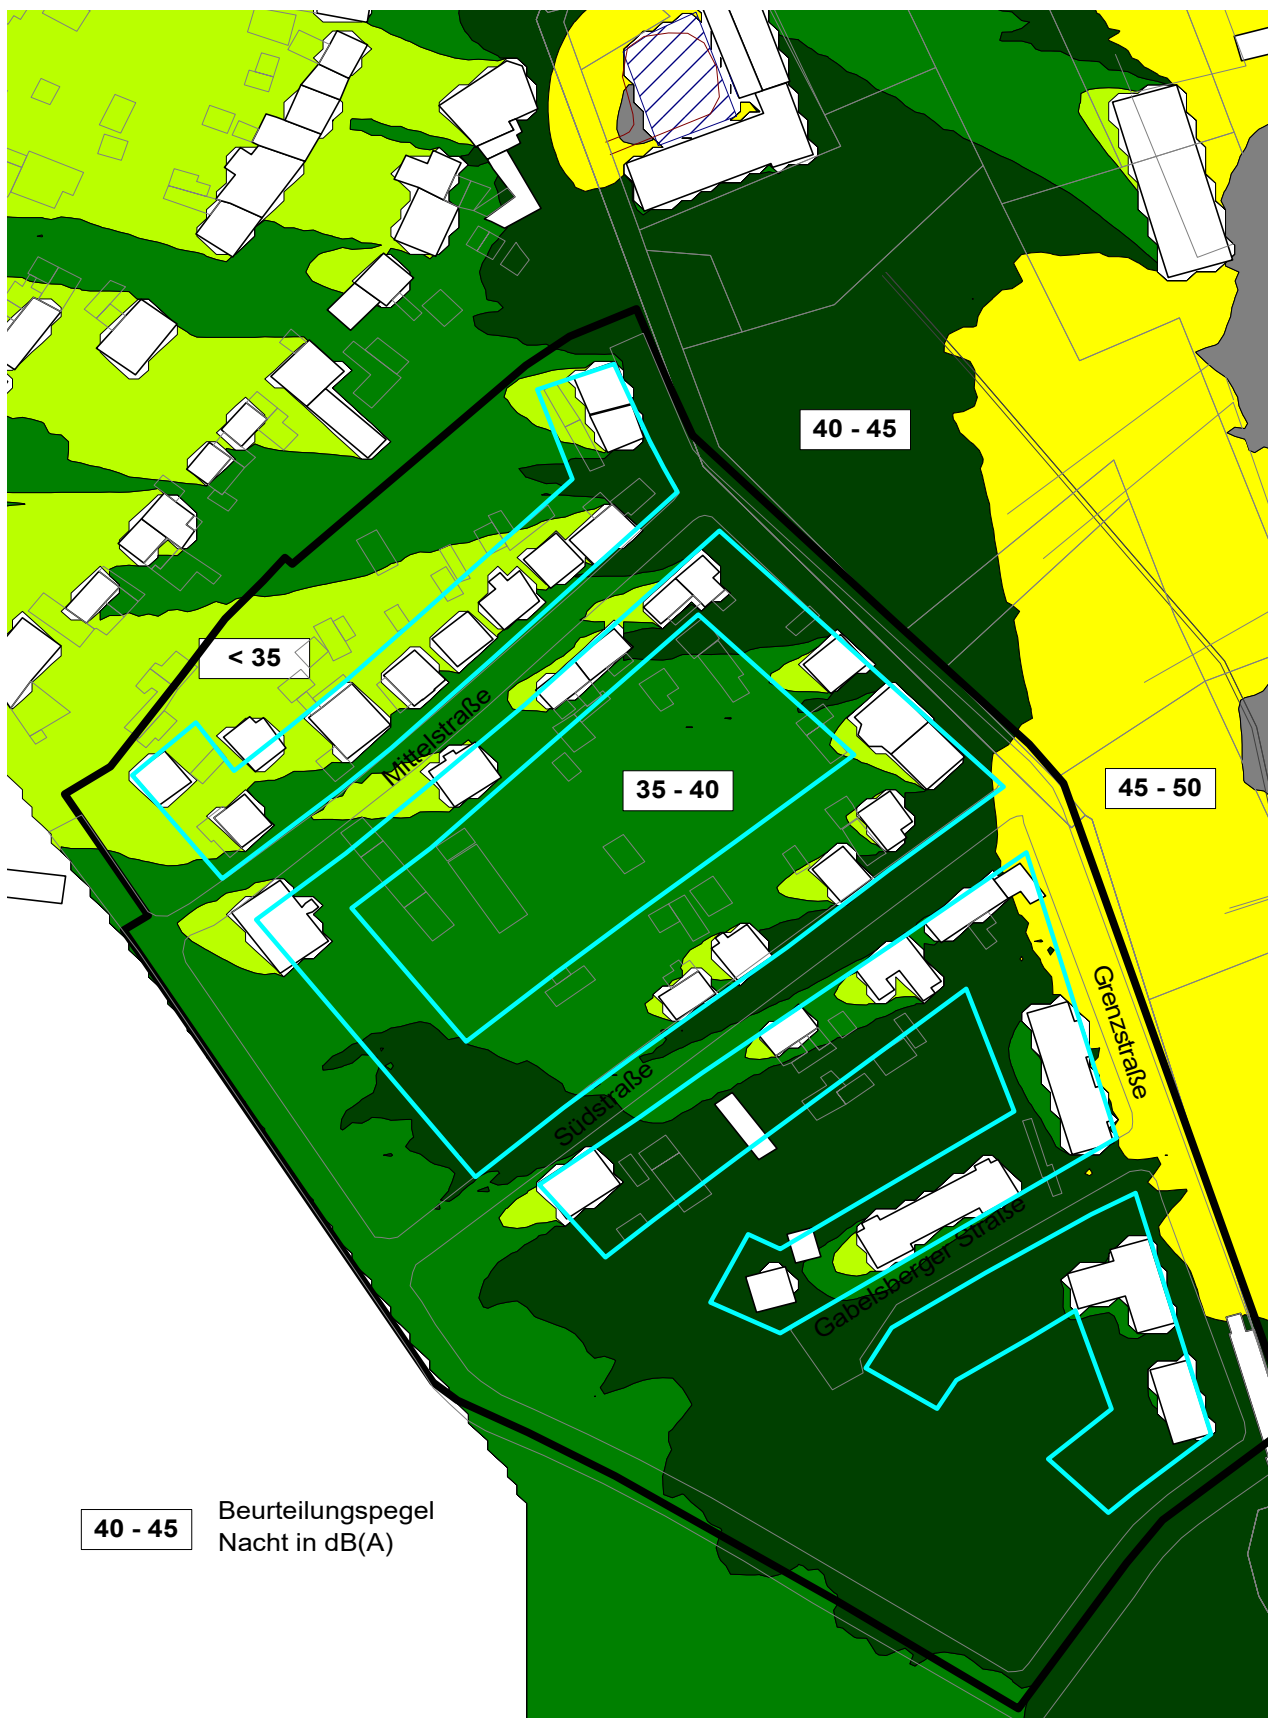 40 - 45
< 35
Mittelstraße
35 - 40
45 - 50
Grenzstraße
Südstraße
Gabelsberger Straße
40 - 45
Beurteilungspegel
Nacht in dB(A)